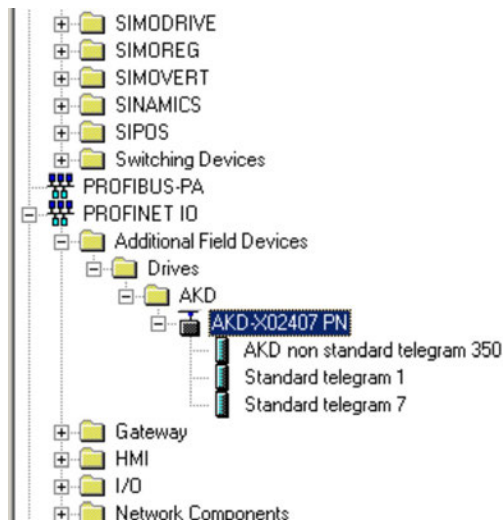 SIMODRIVE
SIMOREG
SIMOVERT
SINAMICS
SIPOS
Switching Devices
PROFIBUS-PA
PROFINET IO
Additional Field Devices
Drives
AKD
AKD-X02407 PN
AKD non standard telegram 350
Standard telegram 1
Standard telegram 7
Gateway
HMI
I/O
Network Components